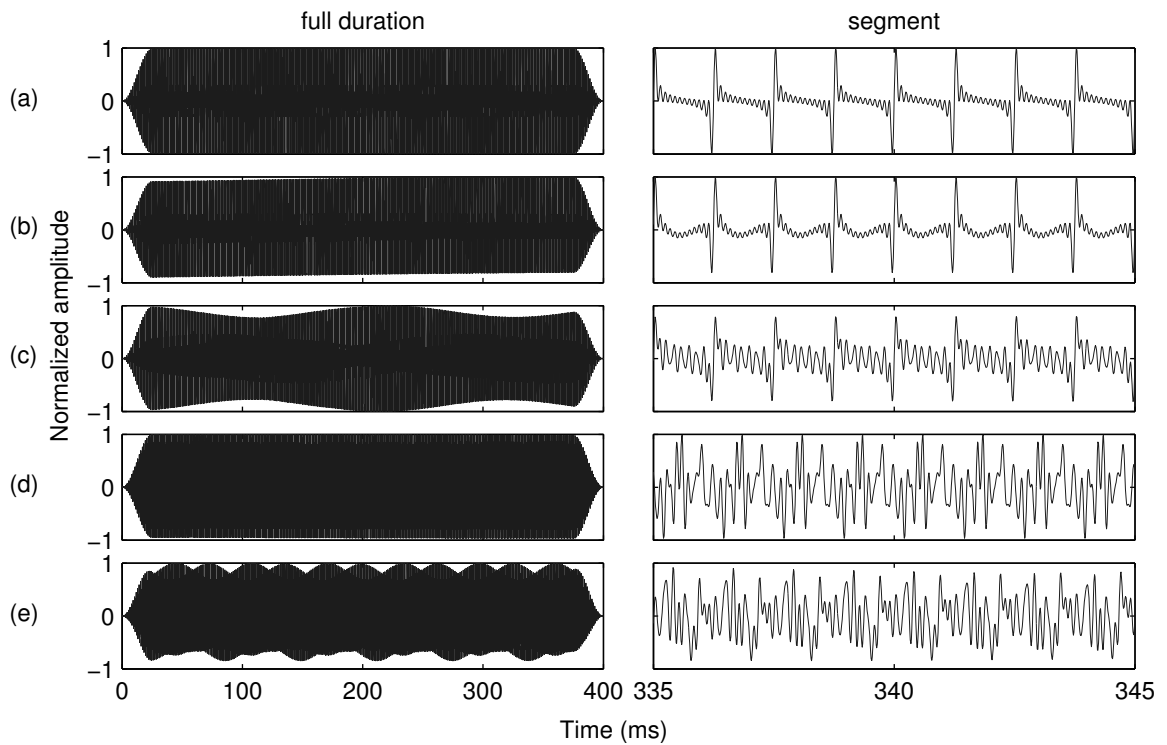 full duration
segment
(a)
1
0
−1
(b)
1
0
−1
(c)
1
0
−1
(d)
1
0
−1
(e)
1
0
−1
Normalized amplitude
0
100
200
300
400
335
340
345
Time (ms)